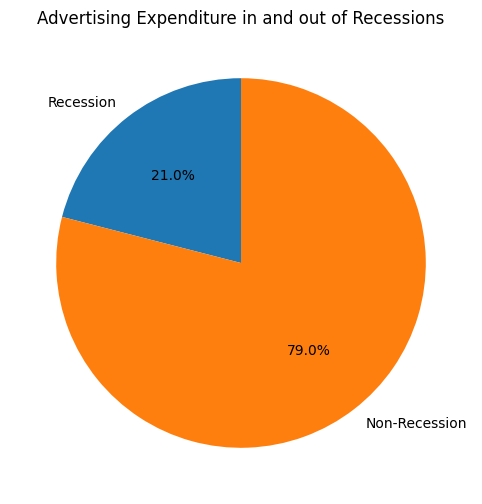 Advertising Expenditure in and out of Recessions
Recession
21.0%
79.0%
Non-Recession